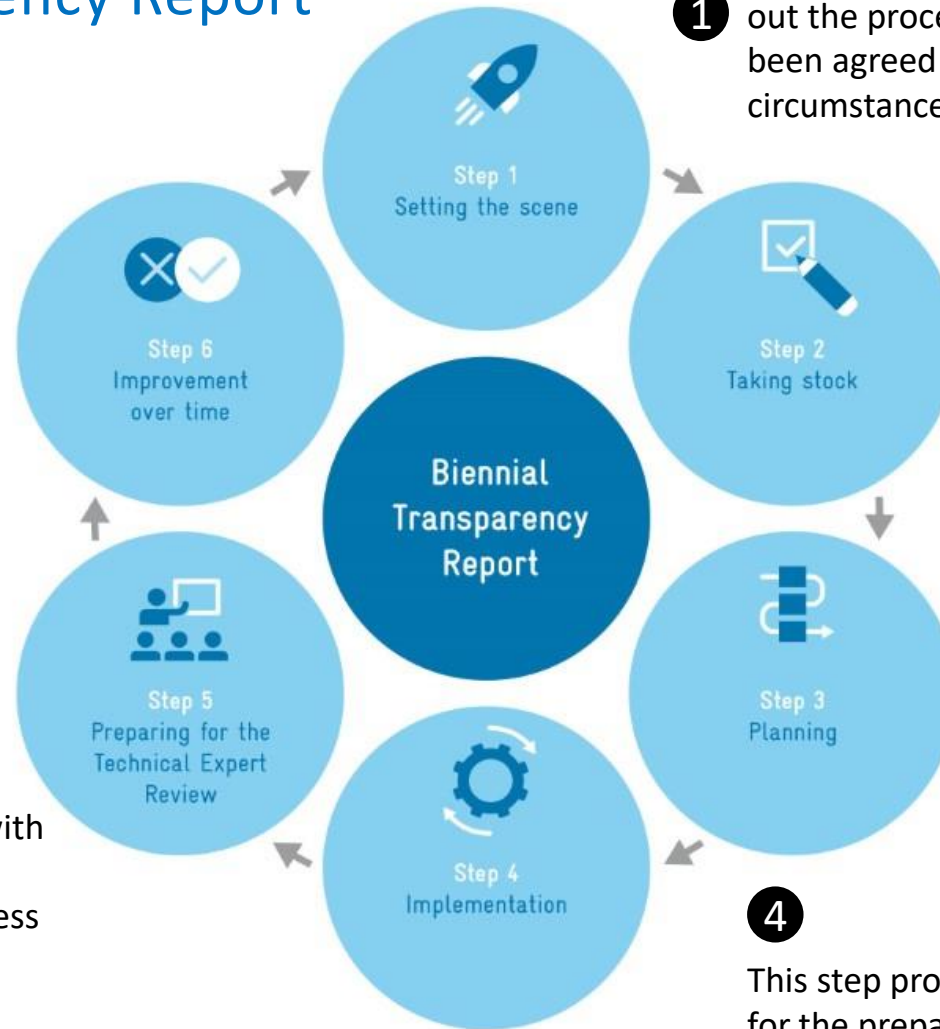 ency Report
1
out the proce
been agreed
circumstance
Step 1
Setting the scene
Step 2
Taking stock
Step 6
Improvement
over time
Biennial
Transparency
Report
Step 3
Planning
Step 5
Preparing for the
Technical Expert
Review
Step 4
Implementation
with
ess
4
This step pro
for the prepa